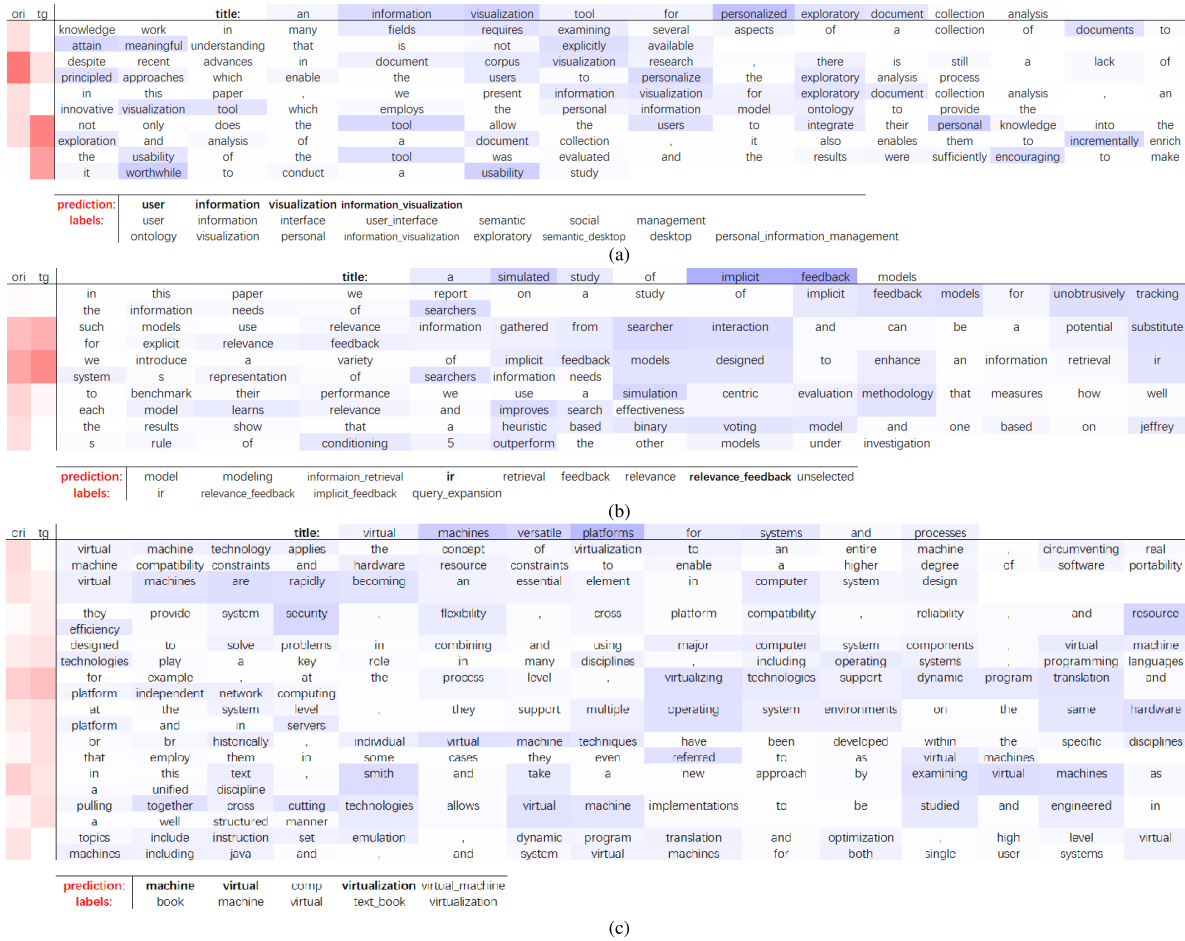 ori tg title: an information visualization tool for personalized exploratory document collection analysis
knowledge work in many fields requires examining several aspects of a collection of documents to
attain meaningful understanding that is not explicitly available
despite recent advances in document corpus visualization research , there is still a lack of
principled approaches which enable the users to personalize the exploratory analysis process
in this paper , we present information visualization for exploratory document collection analysis , an
innovative visualization tool which employs the personal information model ontology to provide the
not only does the tool allow the users to integrate their personal knowledge into the
exploration and analysis of a document collection , it also enables them to incrementally enrich
the usability of the tool was evaluated and the results were sufficiently encouraging to make
it worthwhile to conduct a usability study
prediction: user information visualization information_visualization
labels: user information interface user_interface semantic social management
ontology visualization personal information_visualization exploratory semantic_desktop desktop personal_information_management
(a)
ori tg title: a simulated study of implicit feedback models
in this paper we report on a study of implicit feedback models for unobtrusively tracking
the information needs of searchers
such models use relevance information gathered from searcher interaction and can be a potential substitute
for explicit relevance feedback
we introduce a variety of implicit feedback models designed to enhance an information retrieval ir
system s representation of searchers information needs
to benchmark their performance we use a simulation centric evaluation methodology that measures how well
each model learns relevance and improves search effectiveness
the results show that a heuristic based binary voting model and one based on jeffrey
s rule of conditioning 5 outperform the other models under investigation
prediction: model modeling informaion_retrieval ir retrieval feedback relevance relevance_feedback unselected
labels: ir relevance_feedback implicit_feedback query_expansion
(b)
ori tg title: virtual machines versatile platforms for systems and processes
virtual machine technology applies the concept of virtualization to an entire machine , circumventing real
machine compatibility constraints and hardware resource constraints to enable a higher degree of software portability
virtual machines are rapidly becoming an essential element in computer system design
they provide system security , flexibility , cross platform compatibility , reliability , and resource
efficiency
designed to solve problems in combining and using major computer system components , virtual machine
technologies play a key role in many disciplines , including operating systems , programming languages
for example , at the process level , virtualizing technologies support dynamic program translation and
platform independent network computing
at the system level , they support multiple operating system environments on the same hardware
platform and in servers
br br historically , individual virtual machine techniques have been developed within the specific disciplines
that employ them in some cases they even referred to as virtual machines
in this text , smith and take a new approach by examining virtual machines as
a unified discipline
pulling together cross cutting technologies allows virtual machine implementations to be studied and engineered in
a well structured manner
topics include instruction set emulation , dynamic program translation and optimization , high level virtual
machines including java and , and system virtual machines for both single user systems
prediction: machine virtual comp virtualization virtual_machine
labels: book machine virtual text_book virtualization
(c)